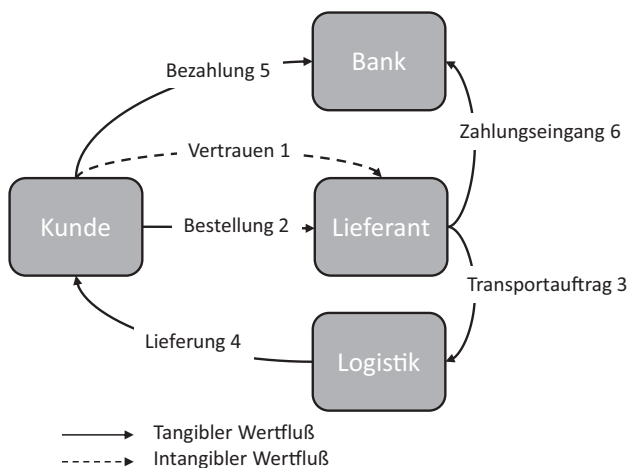 Bank
Bezahlung 5
Zahlungseingang 6
Vertrauen 1
Kunde
Bestellung 2
Lieferant
Transportauftrag 3
Lieferung 4
Logistik
Tangibler Wertfluß
Intangibler Wertfluß